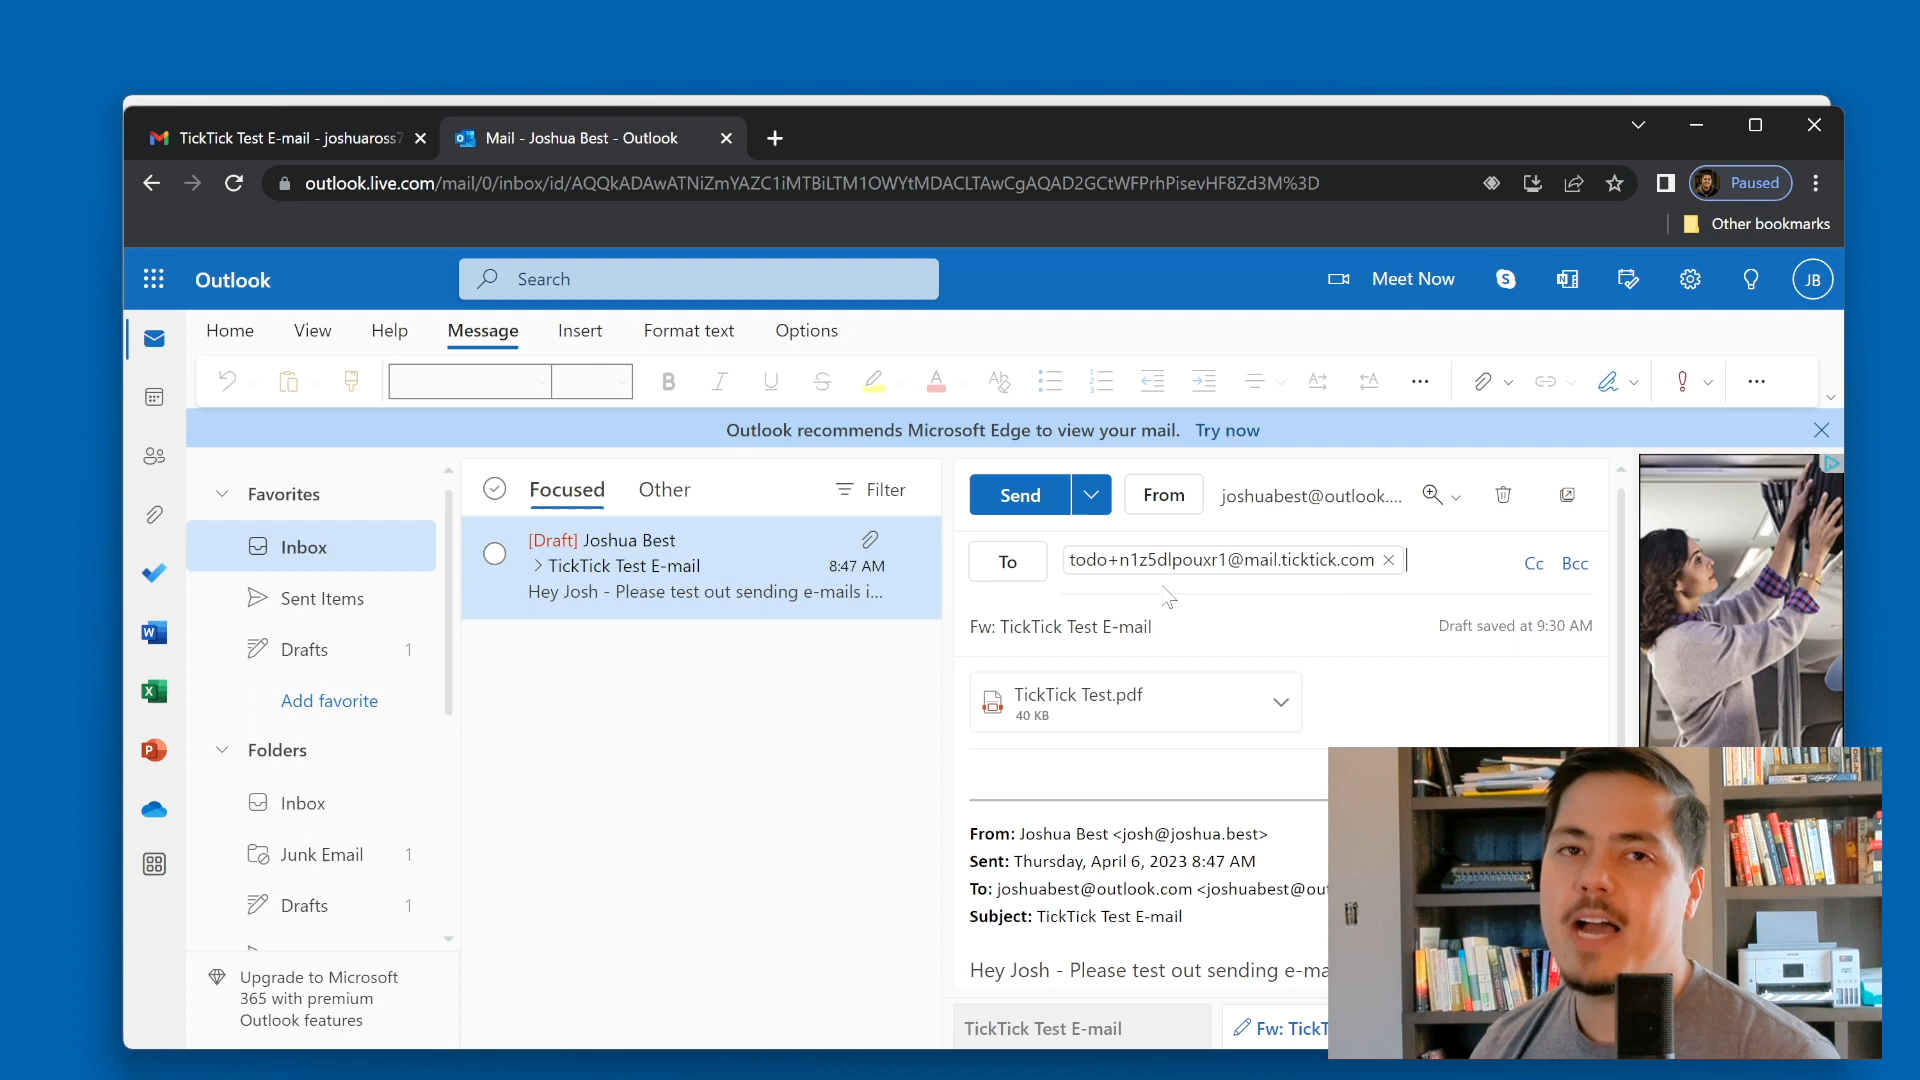 TickTick Test E-mail - joshuaross7
Mail - Joshua Best - Outlook
outlook.live.com/mail/0/inbox/id/AQQkADAwATNiZmYAZC1iMTBiLTM1OWYtMDACLTAwCgAQAD2GCtWFPrhPisevHF8Zd3M%3D
Paused
Other bookmarks
Outlook
Search
Meet Now
JB
Home
View
Help
Message
Insert
Format text
Options
Outlook recommends Microsoft Edge to view your mail. Try now
Favorites
Inbox
Sent Items
Drafts 1
Add favorite
Folders
Inbox
Junk Email 1
Drafts 1
Upgrade to Microsoft
365 with premium
Outlook features
Focused
Other
Filter
[Draft] Joshua Best
TickTick Test E-mail 8:47 AM
Hey Josh - Please test out sending e-mails i...
Send
From
joshuabest@outlook....
To
todo+n1z5dlpouxr1@mail.ticktick.com
Cc Bcc
Fw: TickTick Test E-mail
Draft saved at 9:30 AM
TickTick Test.pdf
40 KB
From: Joshua Best <josh@joshua.best>
Sent: Thursday, April 6, 2023 8:47 AM
To: joshuabest@outlook.com <joshuabest@ou
Subject: TickTick Test E-mail
Hey Josh - Please test out sending e-ma
TickTick Test E-mail
Fw: TickT